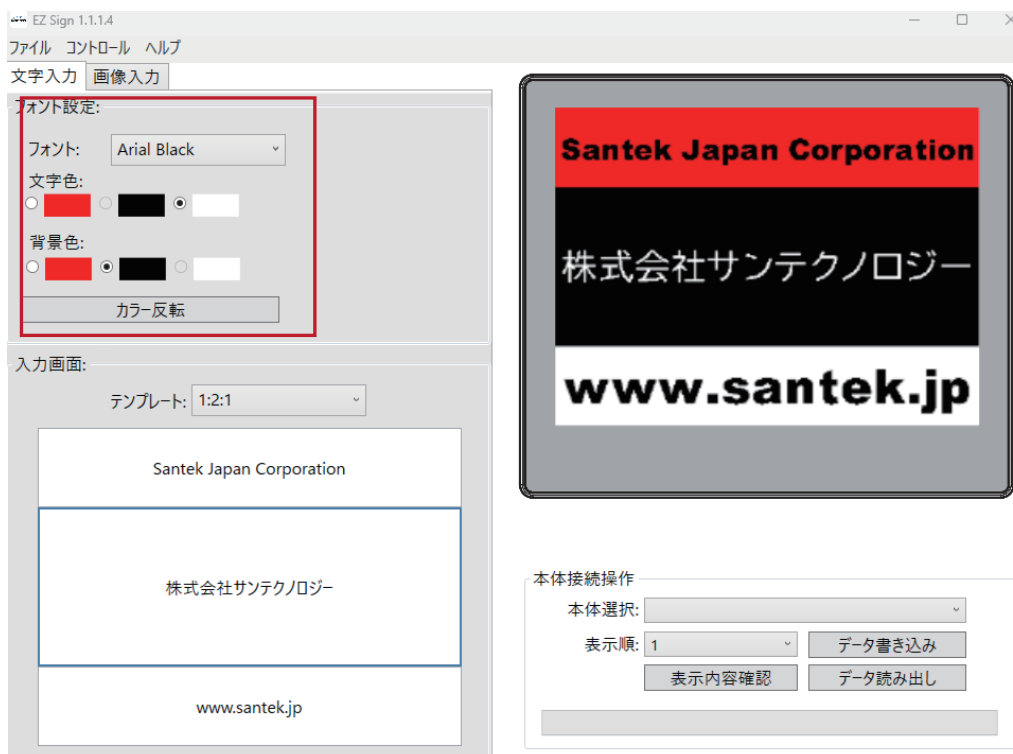 EZ Sign 1.1.1.4
ファイル コントロール ヘルプ
文字入力 画像入力
フォント設定:
フォント: Arial Black
文字色:
背景色:
カラー反転
入力画面:
テンプレート: 1:2:1
Santek Japan Corporation
株式会社サンテクノロジー
www.santek.jp
Santek Japan Corporation
株式会社サンテクノロジー
www.santek.jp
本体接続操作
本体選択:
表示順: 1 データ書き込み
表示内容確認 データ読み出し